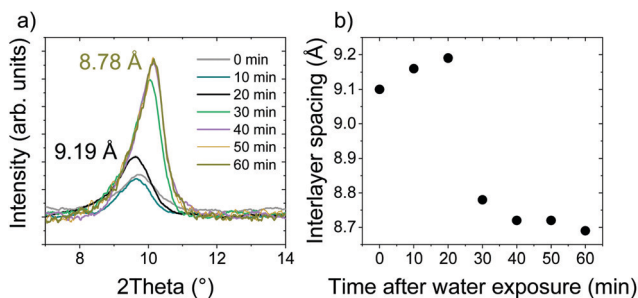 a)
Intensity (arb. units)
8.78 Å
9.19 Å
0 min
10 min
20 min
30 min
40 min
50 min
60 min
8 10 12 14
2Theta (°)
b)
Interlayer spacing (Å)
9.2
9.1
9.0
8.9
8.8
8.7
0 10 20 30 40 50 60
Time after water exposure (min)